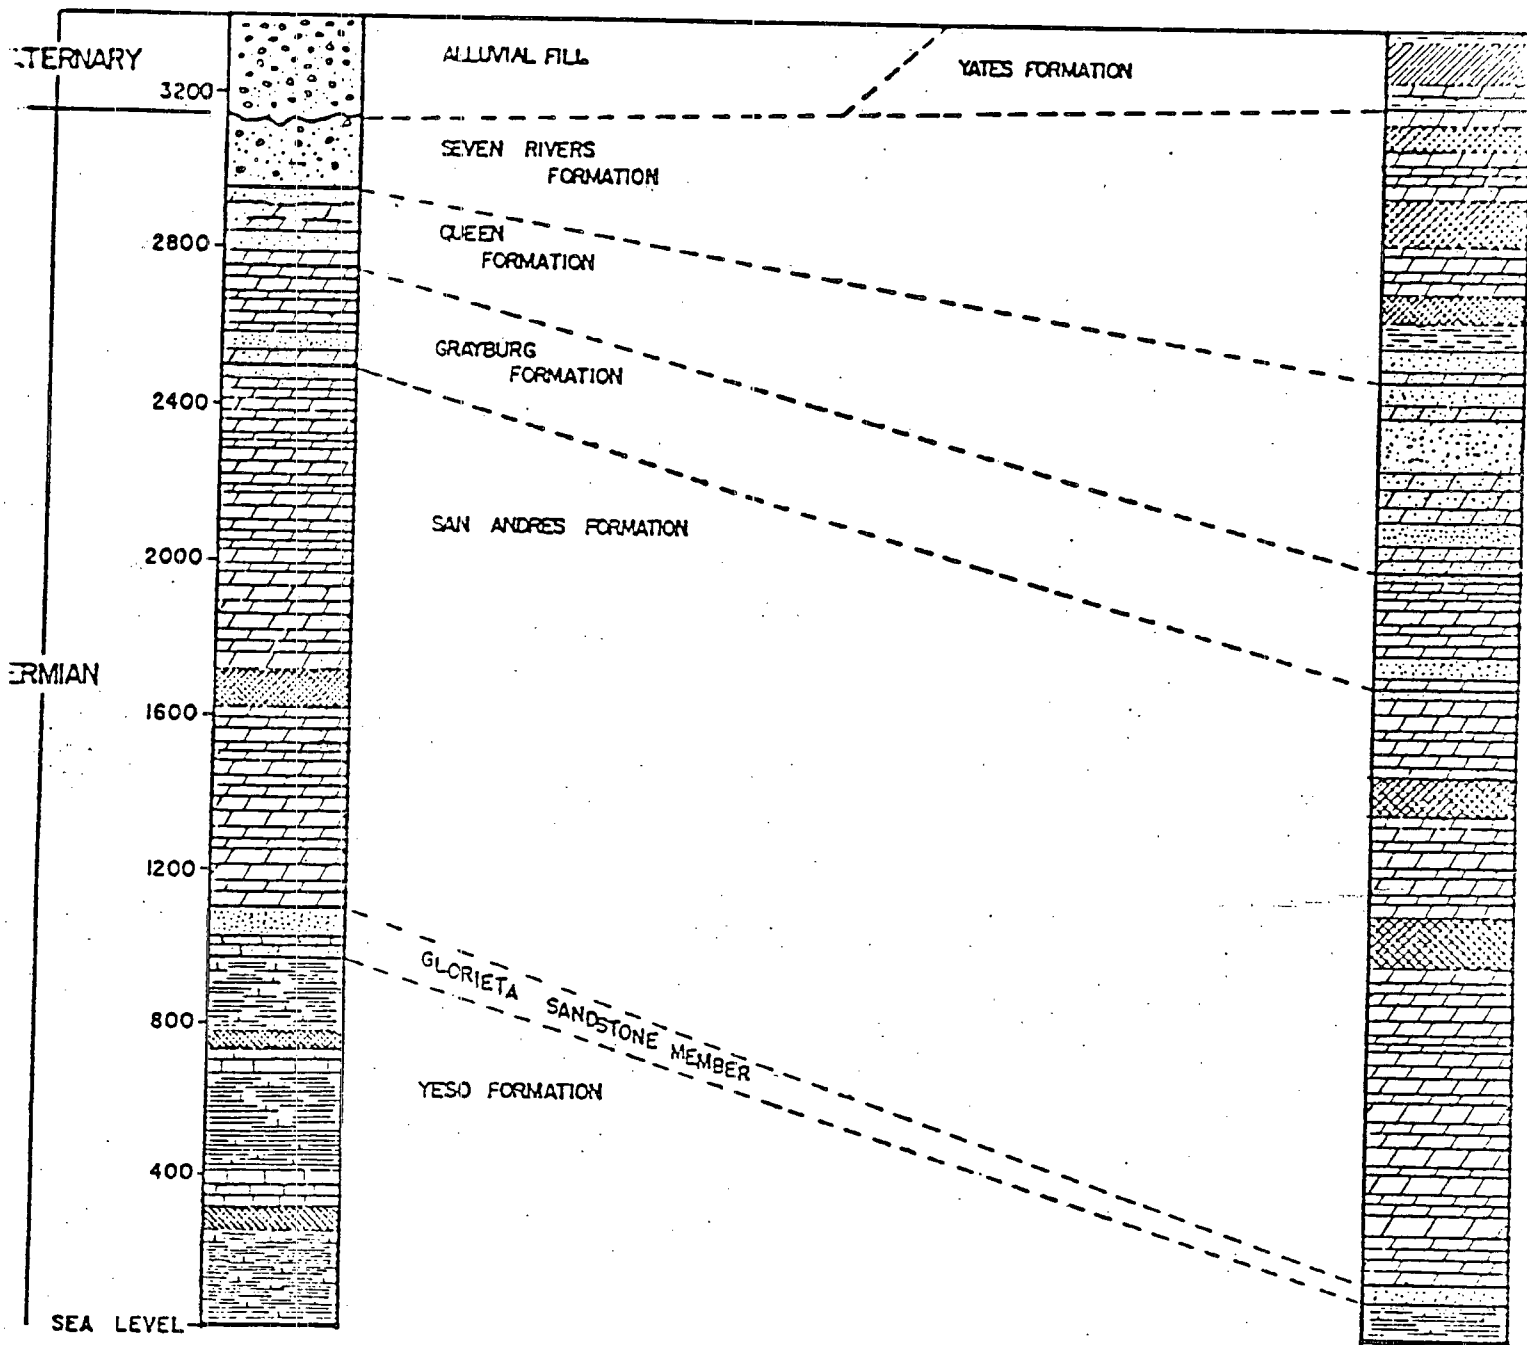 TERNARY
ALLUVIAL FILL
YATES FORMATION
3200
SEVEN RIVERS
FORMATION
QUEEN
FORMATION
2800
GRAYBURG
FORMATION
2400
SAN ANDRES FORMATION
2000
ERMIAN
1600
1200
GLORIETA SANDSTONE MEMBER
800
YESO FORMATION
400
SEA LEVEL